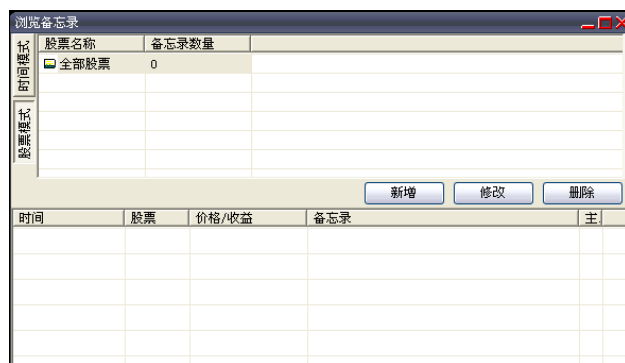 浏览备忘录
时间模式
股票模式
股票名称 备忘录数量
全部股票 0
新增 修改 删除
时间 股票 价格/收益 备忘录 主